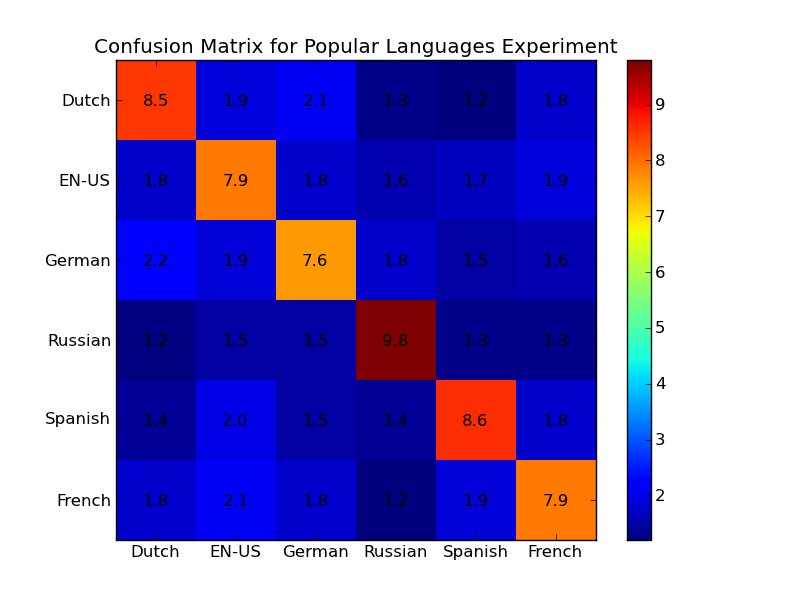 Confusion Matrix for Popular Languages Experiment
Dutch 8.5 1.9 2.1 1.3 1.2 1.8
EN-US 1.8 7.9 1.8 1.6 1.7 1.9
German 2.2 1.9 7.6 1.8 1.5 1.6
Russian 1.2 1.5 1.5 9.8 1.3 1.3
Spanish 1.4 2.0 1.5 1.4 8.6 1.8
French 1.8 2.1 1.8 1.2 1.9 7.9
Dutch EN-US German Russian Spanish French
9
8
7
6
5
4
3
2